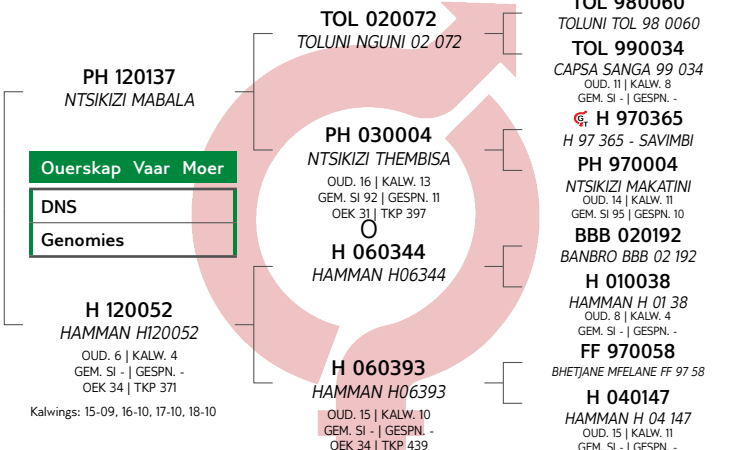 PH 120137
NTSIKIZI MABALA
Ouerskap Vaar Moer
DNS
Genomies
H 120052
HAMMAN H120052
OUD. 6 | KALW. 4
GEM. SI - | GESPN. -
OEK 34 | TKP 371
Kalwings: 15-09, 16-10, 17-10, 18-10
TOL 020072
TOLUNI NGUNI 02 072
PH 030004
NTSIKIZI THEMBISA
OUD. 16 | KALW. 13
GEM. SI 92 | GESPN. 11
OEK 31 | TKP 397
O
H 060344
HAMMAN H06344
H 060393
HAMMAN H06393
OUD. 15 | KALW. 10
GEM. SI - | GESPN. -
OEK 34 | TKP 439
TOL 980060
TOLUNI TOL 98 0060
TOL 990034
CAPSA SANGA 99 034
OUD. 11 | KALW. 8
GEM. SI - | GESPN. -
H 970365
H 97 365 - SAVIMBI
PH 970004
NTSIKIZI MAKATINI
OUD. 14 | KALW. 11
GEM. SI 95 | GESPN. 10
BBB 020192
BANBRO BBB 02 192
H 010038
HAMMAN H 01 38
OUD. 8 | KALW. 4
GEM. SI - | GESPN. -
FF 970058
BHETJANE MFELANE FF 97 58
H 040147
HAMMAN H 04 147
OUD. 15 | KALW. 11
GEM. SI - | GESPN. -